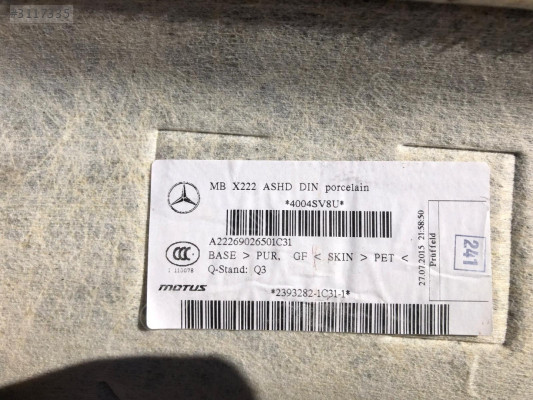 #3117335
MB X222 ASHD DIN porcelain
*4004SV8U*
A22269026501C31
BASE > PUR, GF < SKIN > PET <
Q-Stand: Q3
motus
*2393282-1C31-1*
27.07.2015 21:58:50
Prüffeld
241